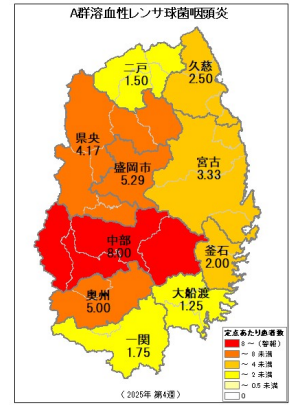 A群溶血性レンサ球菌咽頭炎
二戸
1.50
久慈
2.50
県央
4.17
盛岡市
5.29
宮古
3.33
中部
8.00
釜石
2.00
奥州
5.00
大船渡
1.25
一関
1.75
定点あたり患者数
8 ～ (警報)
～ 8 未満
～ 4 未満
～ 2 未満
～ 0.5 未満
0
（2025年 第4週）